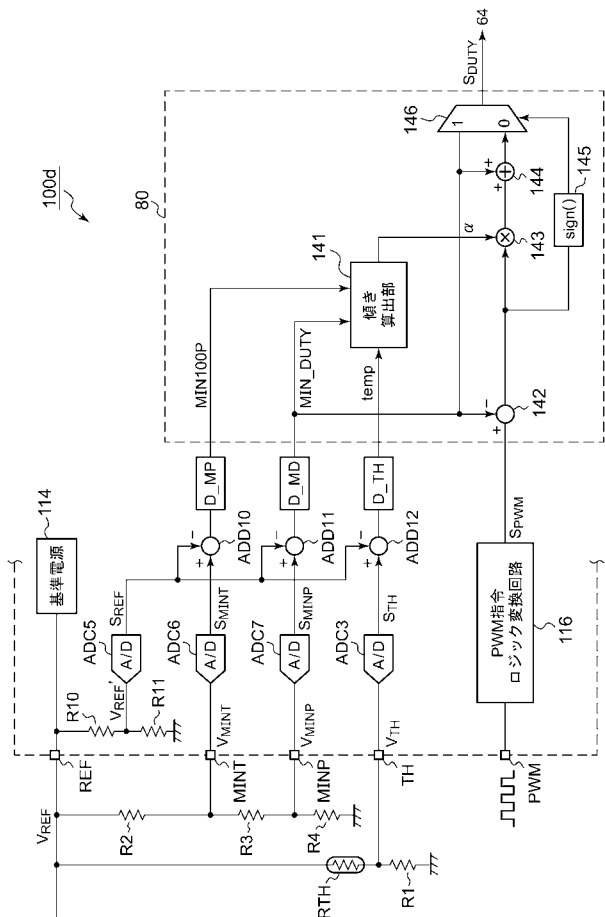 100d
80
114
基準電源
R10
R11
VREF'
ADC5
A/D
SREF
VREF
REF
R2
MINT
VMINT
ADC6
A/D
SMINT
ADD10
D_MP
MIN100P
R3
MINP
VMINP
ADC7
A/D
SMINP
ADD11
D_MD
MIN_DUTY
R4
RTH
R1
TH
VTH
ADC3
A/D
STH
ADD12
D_TH
temp
141
傾き
算出部
α
PWM
PWM指令
ロジック変換回路
116
SPWM
+
-
+
-
+
-
+
-
142
×
143
+
+
+
144
sign()
145
1
0
146
SDUTY
64